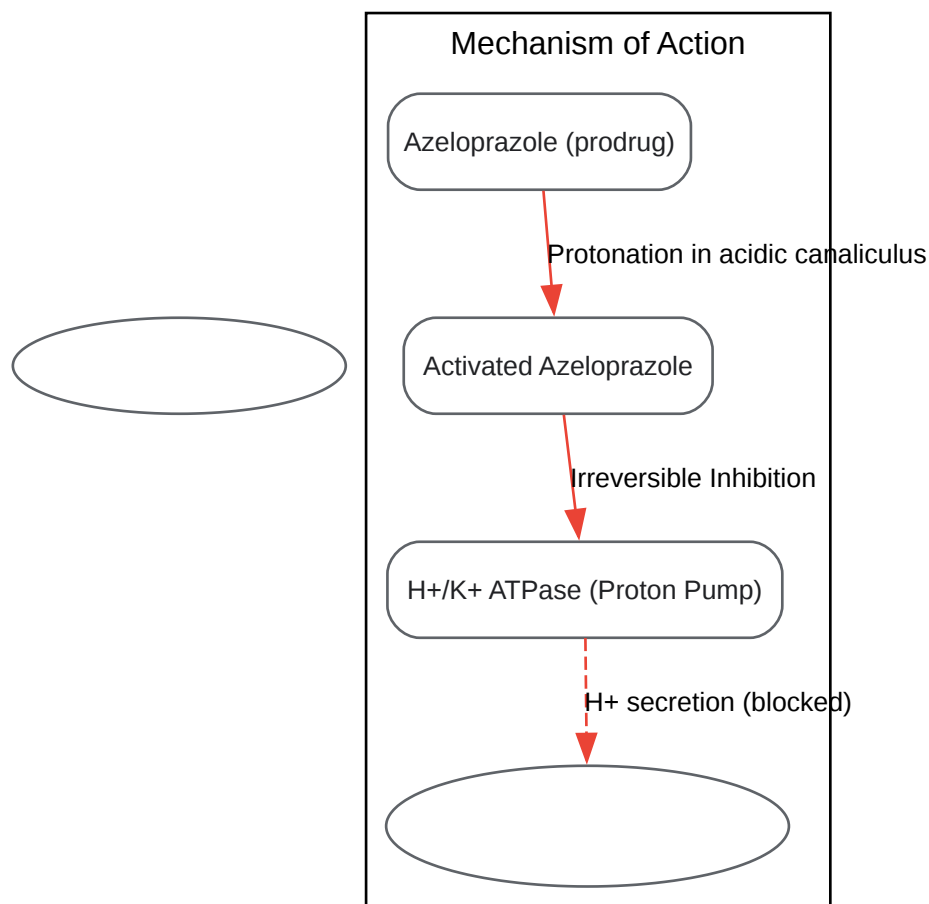 Mechanism of Action
Azeloprazole (prodrug)
Protonation in acidic canaliculus
Activated Azeloprazole
Irreversible Inhibition
H+/K+ ATPase (Proton Pump)
H+ secretion (blocked)